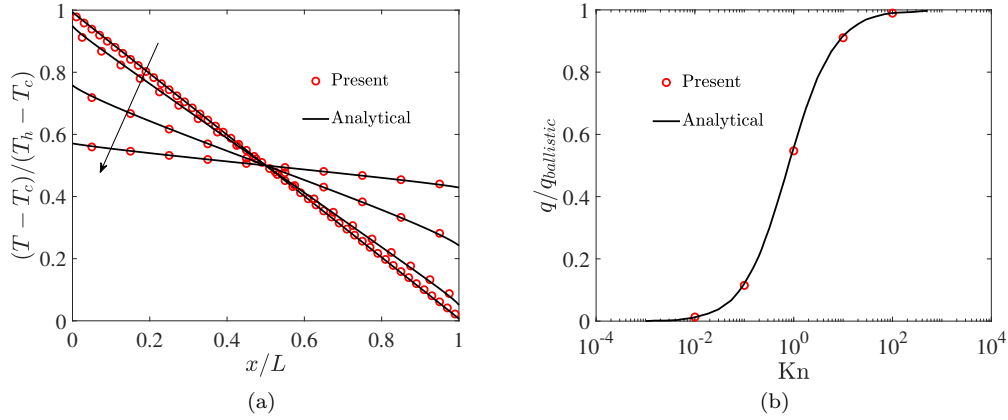 1
0.8
0.6
0.4
0.2
0
0 0.2 0.4 0.6 0.8 1
x/L
(T − T_c)/(T_h − T_c)
Present
Analytical
(a)
1
0.8
0.6
0.4
0.2
0
10^-4 10^-2 10^0 10^2 10^4
Kn
q/q_ballistic
Present
Analytical
(b)